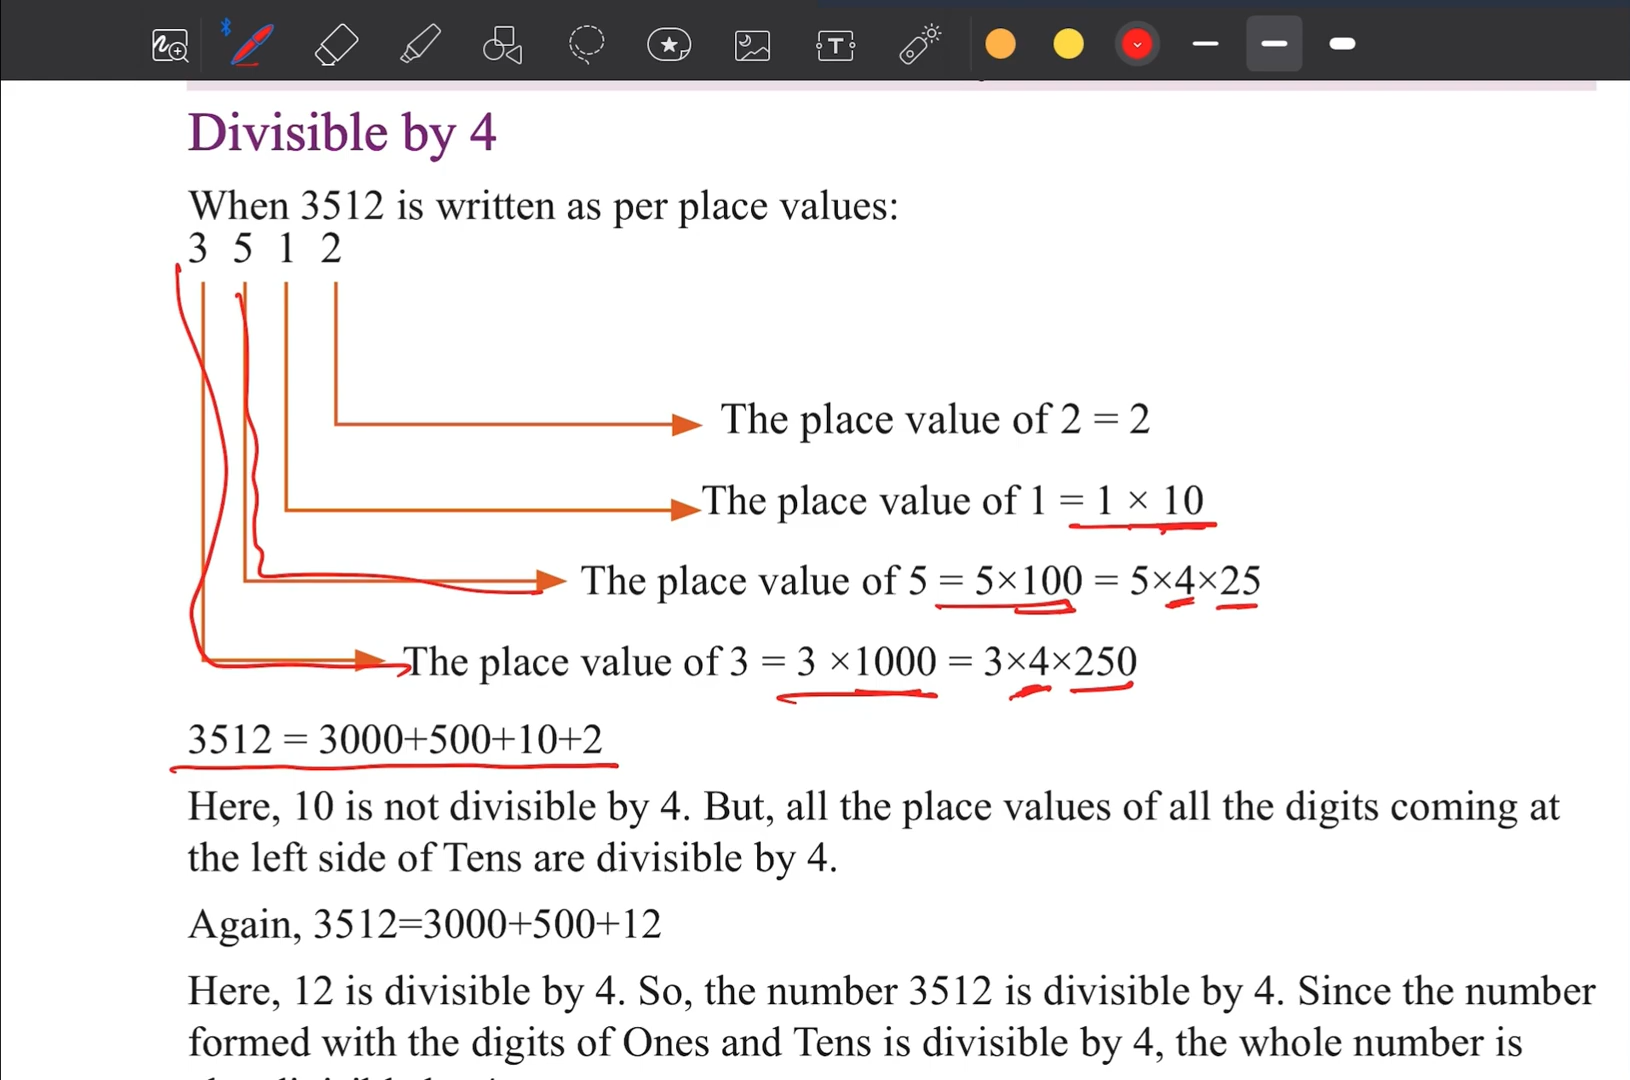 Divisible by 4
When 3512 is written as per place values:
3 5 1 2
The place value of 2 = 2
The place value of 1 = 1 × 10
The place value of 5 = 5×100 = 5×4×25
The place value of 3 = 3 ×1000 = 3×4×250
3512 = 3000+500+10+2
Here, 10 is not divisible by 4. But, all the place values of all the digits coming at
the left side of Tens are divisible by 4.
Again, 3512=3000+500+12
Here, 12 is divisible by 4. So, the number 3512 is divisible by 4. Since the number
formed with the digits of Ones and Tens is divisible by 4, the whole number is